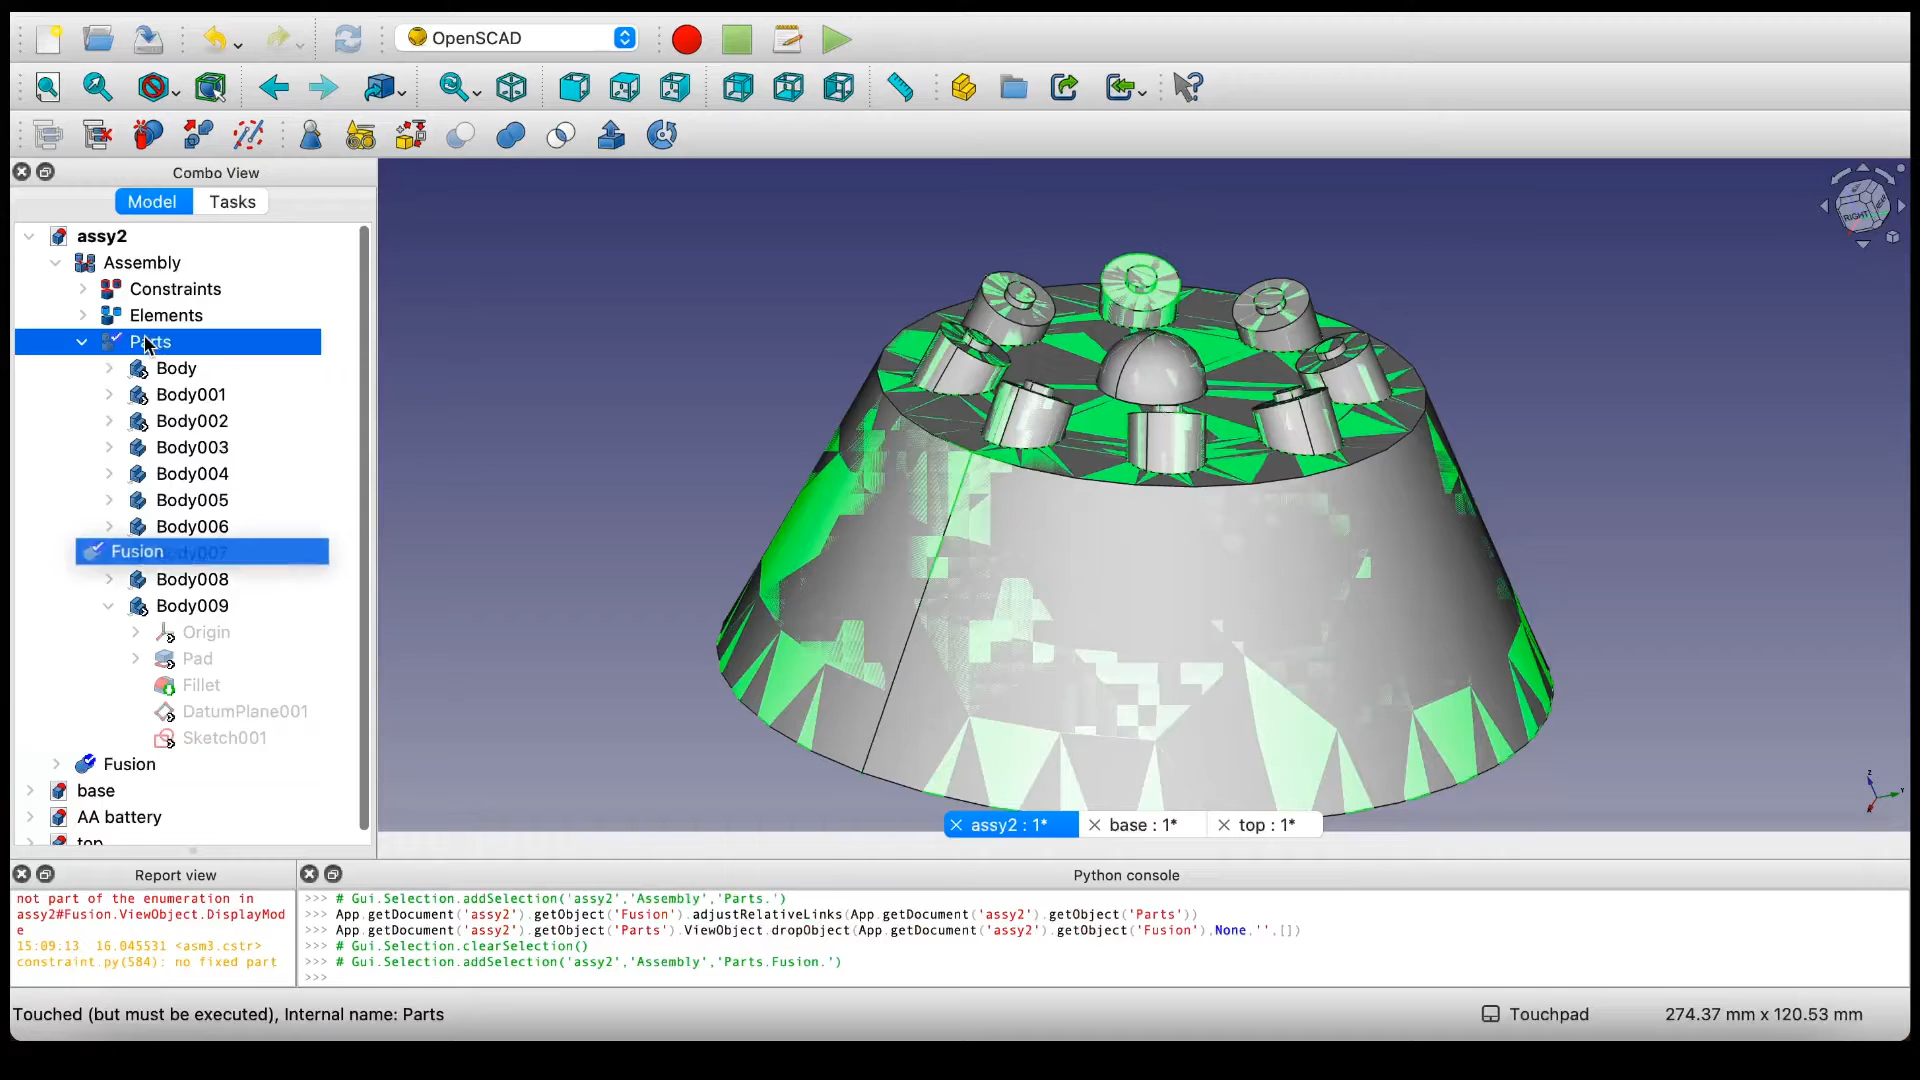 OpenSCAD
Combo View
Model
Tasks
assy2
Assembly
Constraints
Elements
Parts
Body
Body001
Body002
Body003
Body004
Body005
Body006
Fusion
Body008
Body009
Origin
Pad
Fillet
DatumPlane001
Sketch001
Fusion
base
AA battery
top
RIGHT
assy2 : 1*
base : 1*
top : 1*
Report view
not part of the enumeration in
assy2#Fusion.ViewObject.DisplayMod
e
15:09:13 16.045531 <asm3.cstr>
constraint.py(584): no fixed part
Python console
>>> # Gui.Selection.addSelection('assy2','Assembly','Parts.')
>>> App.getDocument('assy2').getObject('Fusion').adjustRelativeLinks(App.getDocument('assy2').getObject('Parts'))
>>> App.getDocument('assy2').getObject('Parts').ViewObject.dropObject(App.getDocument('assy2').getObject('Fusion'),None,'',[])
>>> # Gui.Selection.clearSelection()
>>> # Gui.Selection.addSelection('assy2','Assembly','Parts.Fusion.')
>>>
Touched (but must be executed), Internal name: Parts
Touchpad
274.37 mm x 120.53 mm